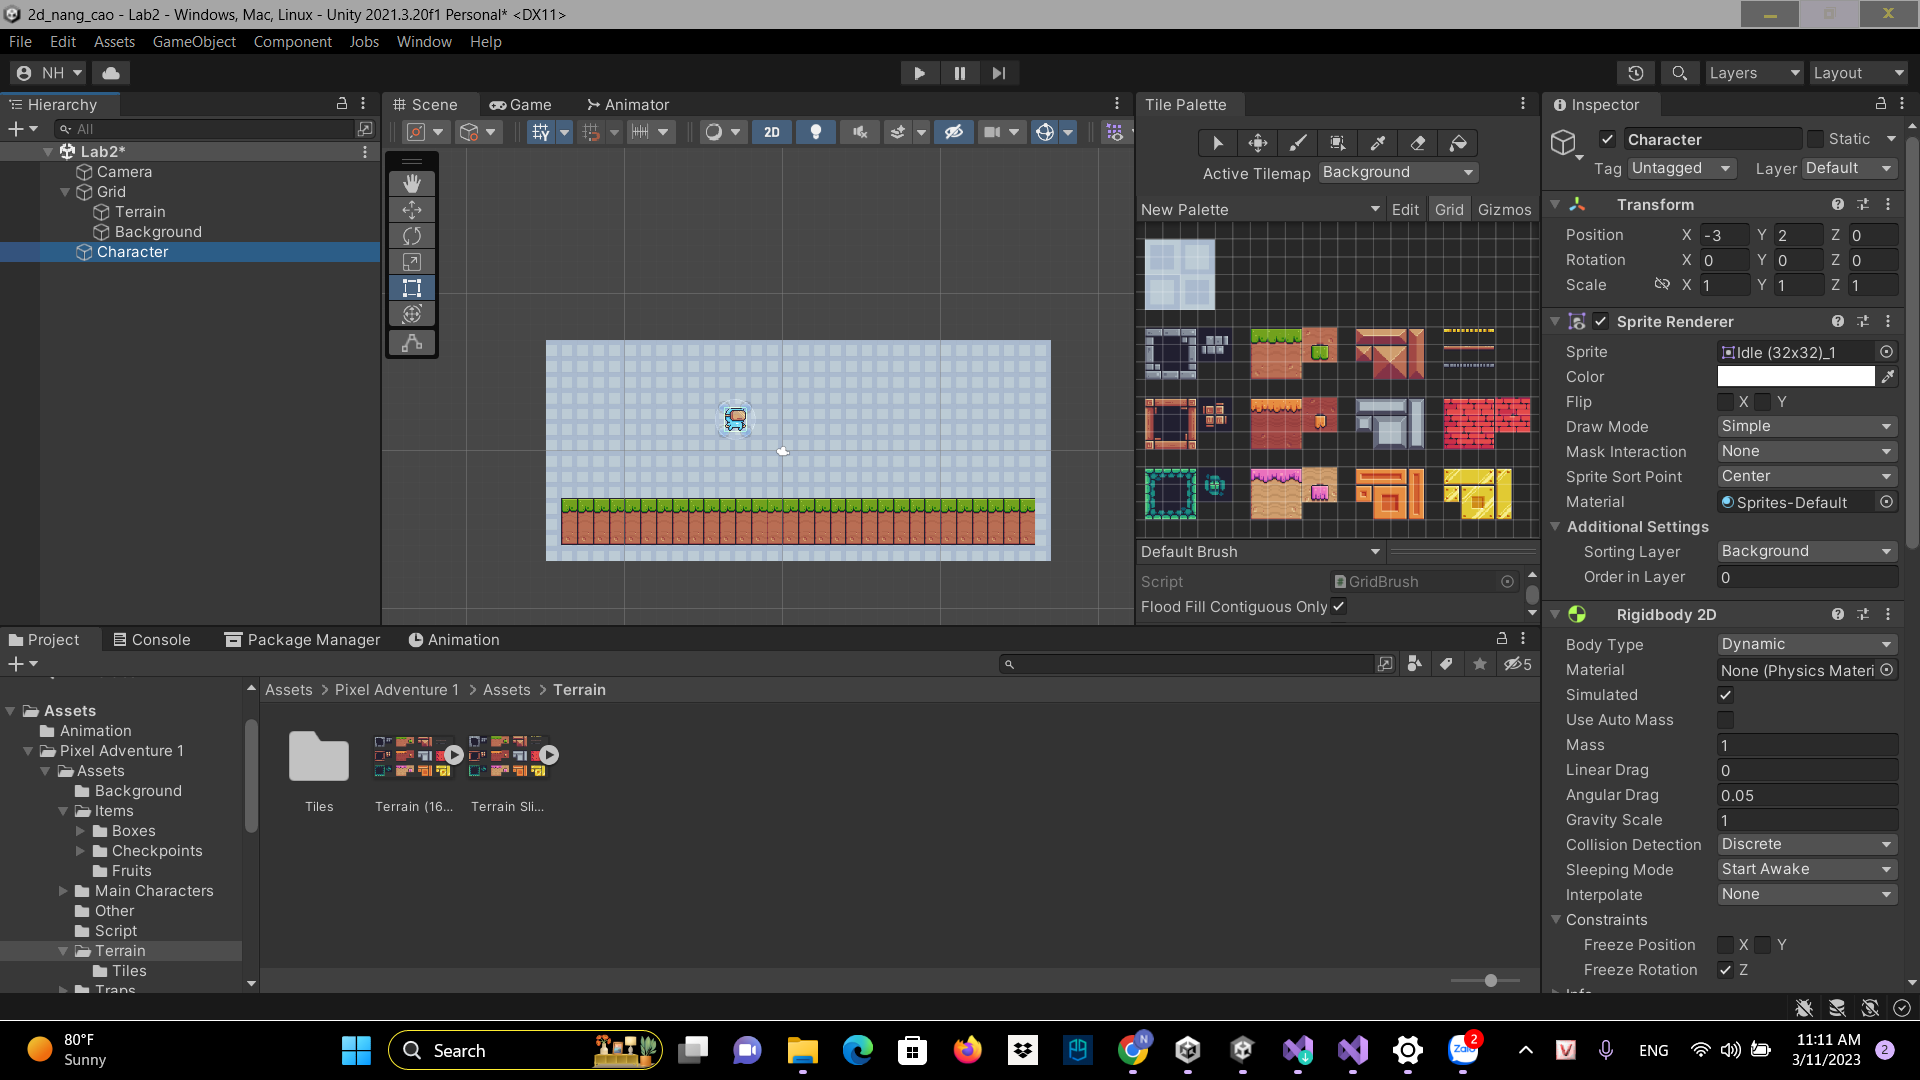 2d_nang_cao - Lab2 - Windows, Mac, Linux - Unity 2021.3.20f1 Personal* <DX11>
File Edit Assets GameObject Component Jobs Window Help
NH
Layers
Layout
Hierarchy
All
Lab2*
Camera
Grid
Terrain
Background
Character
Scene Game Animator
2D
Tile Palette
Active Tilemap Background
New Palette Edit Grid Gizmos
Default Brush
Script GridBrush
Flood Fill Contiguous Only
Inspector
Character Static
Tag Untagged Layer Default
Transform
Position X -3 Y 2 Z 0
Rotation X 0 Y 0 Z 0
Scale X 1 Y 1 Z 1
Sprite Renderer
Sprite Idle (32x32)_1
Color
Flip X Y
Draw Mode Simple
Mask Interaction None
Sprite Sort Point Center
Material Sprites-Default
Additional Settings
Sorting Layer Background
Order in Layer 0
Rigidbody 2D
Body Type Dynamic
Material None (Physics Materi
Simulated
Use Auto Mass
Mass 1
Linear Drag 0
Angular Drag 0.05
Gravity Scale 1
Collision Detection Discrete
Sleeping Mode Start Awake
Interpolate None
Constraints
Freeze Position X Y
Freeze Rotation Z
Project Console Package Manager Animation
5
Assets > Pixel Adventure 1 > Assets > Terrain
Assets
Animation
Pixel Adventure 1
Assets
Background
Items
Boxes
Checkpoints
Fruits
Main Characters
Other
Script
Terrain
Tiles
Traps
Tiles
Terrain (16...
Terrain Sli...
80°F
Sunny
Search
N
Zalo
2
V
ENG
11:11 AM
3/11/2023
2